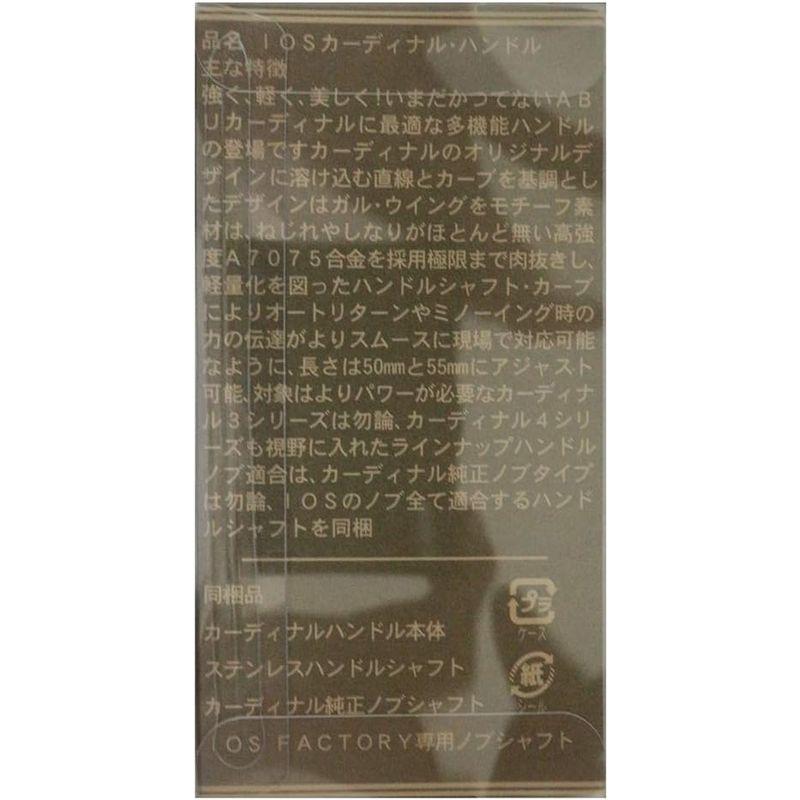 品名 IOSカーディナル・ハンドル
主な特徴
強く、軽く、美しく!いまだかつてないAB
Uカーディナルに最適な多機能ハンドル
の登場ですカーディナルのオリジナルデ
ザインに溶け込む直線とカーブを基調とし
たデザインはガル・ウイングをモチーフ素
材は、ねじれやしなりがほとんど無い高強
度A7075合金を採用極限まで肉抜きし、
軽量化を図ったハンドルシャフト・カーブ
によりオートリターンやミノーイング時の
力の伝達がよりスムースに現場で対応可能
なように、長さは50mmと55mmにアジャスト
可能、対象はよりパワーが必要なカーディナ
ル3シリーズは勿論、カーディナル4シリ
ーズも視野に入れたラインナップハンドル
ノブ適合は、カーディナル純正ノブタイプ
は勿論、IOSのノブ全て適合するハンド
ルシャフトを同梱
同梱品
カーディナルハンドル本体
ステンレスハンドルシャフト
カーディナル純正ノブシャフト
IOS FACTORY専用ノブシャフト
プラ
ケース
紙
シール